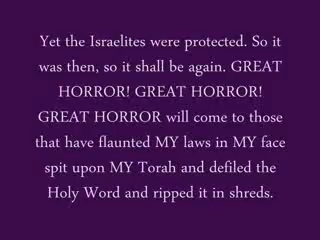 Yet the Israelites were protected. So it
was then, so it shall be again. GREAT
HORROR! GREAT HORROR!
GREAT HORROR will come to those
that have flaunted MY laws in MY face
spit upon MY Torah and defiled the
Holy Word and ripped it in shreds.